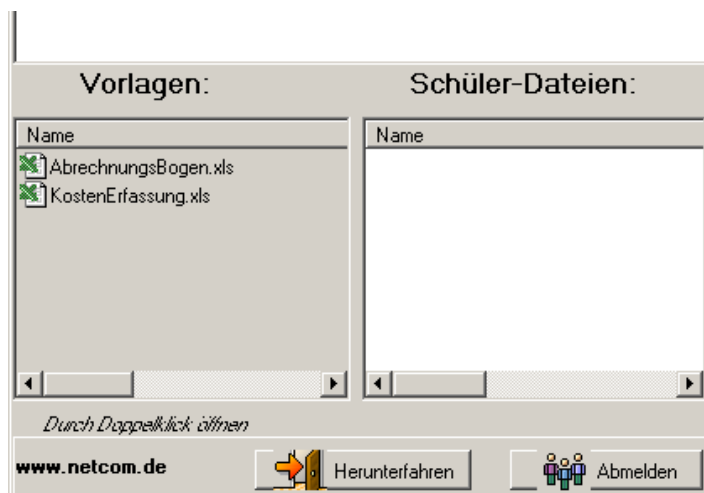 Vorlagen:
Schüler-Dateien:
Name
Name
AbrechnungsBogen.xls
KostenErfassung.xls
Durch Doppelklick öffnen
www.netcom.de
Herunterfahren
Abmelden